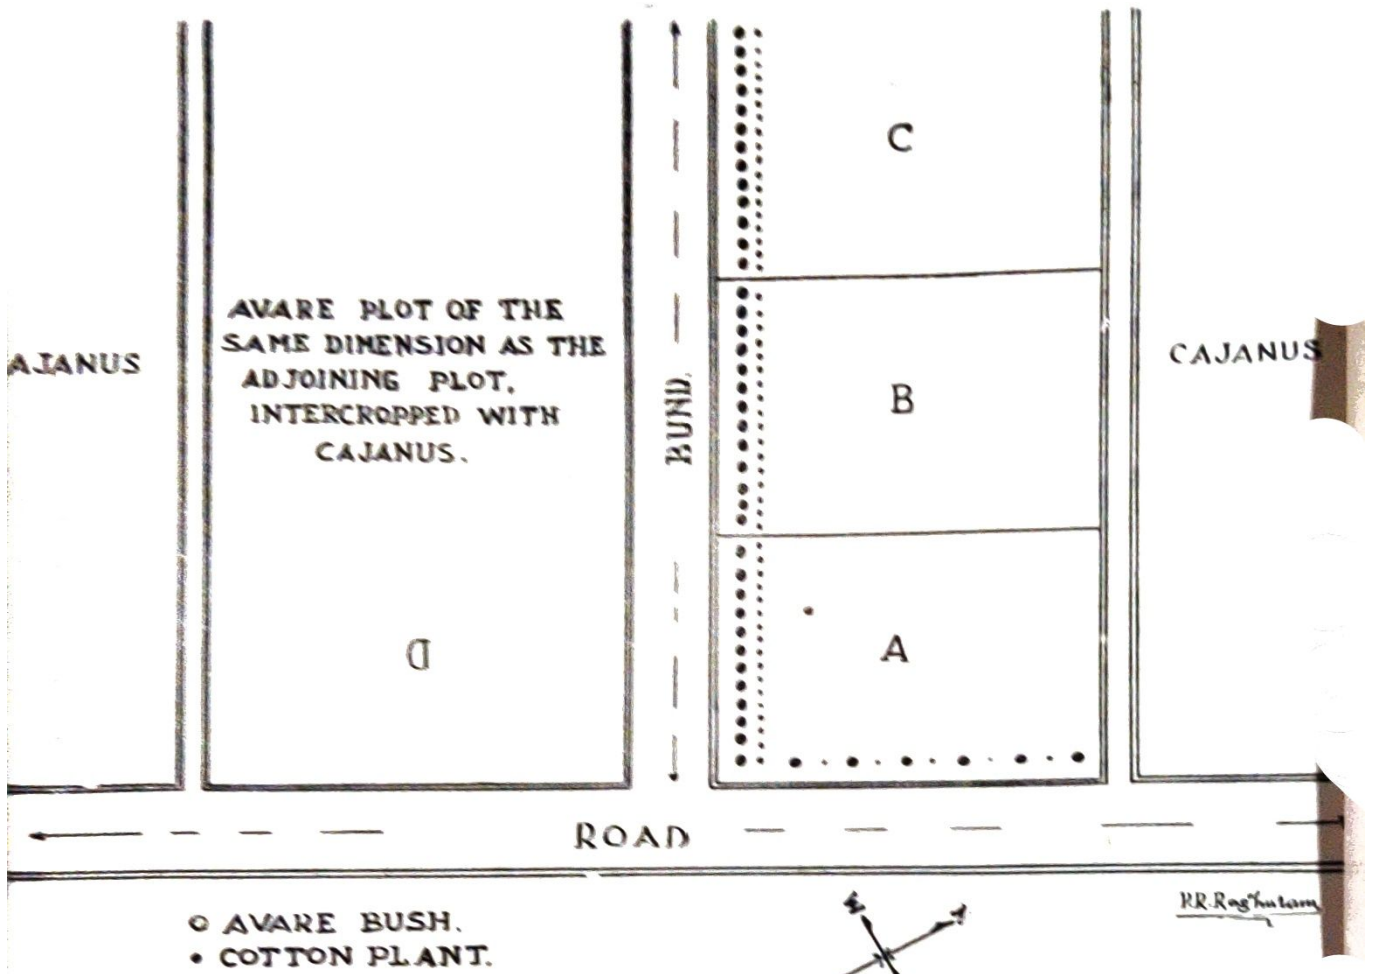 C
AJANUS
AVARE PLOT OF THE
SAME DIMENSION AS THE
ADJOINING PLOT.
INTERCROPPED WITH
CAJANUS.
BUND.
B
CAJANUS
D
A
ROAD
P.R. Raghuram
AVARE BUSH.
COTTON PLANT.